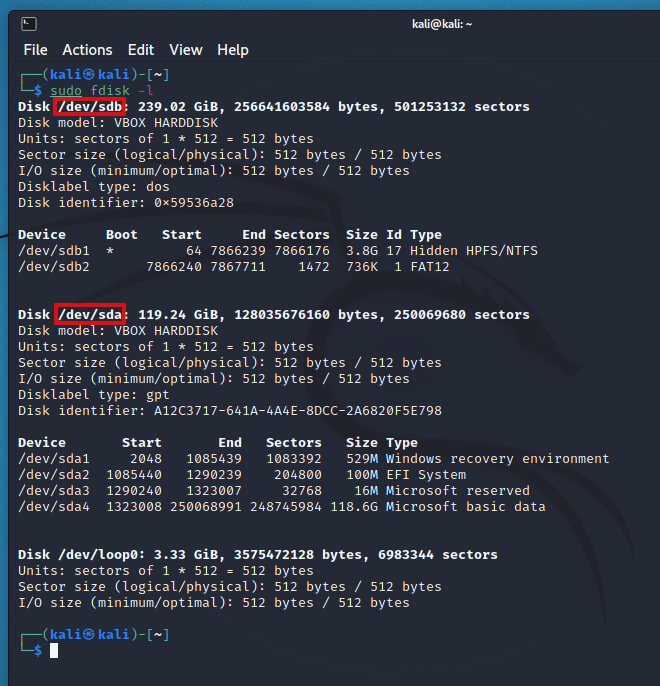 kali@kali: ~
File Actions Edit View Help
┌──(kali㉿kali)-[~]
└─$ sudo fdisk -l
Disk /dev/sdb: 239.02 GiB, 256641603584 bytes, 501253132 sectors
Disk model: VBOX HARDDISK
Units: sectors of 1 * 512 = 512 bytes
Sector size (logical/physical): 512 bytes / 512 bytes
I/O size (minimum/optimal): 512 bytes / 512 bytes
Disklabel type: dos
Disk identifier: 0×59536a28
Device Boot Start End Sectors Size Id Type
/dev/sdb1 * 64 7866239 7866176 3.8G 17 Hidden HPFS/NTFS
/dev/sdb2 7866240 7867711 1472 736K 1 FAT12
Disk /dev/sda: 119.24 GiB, 128035676160 bytes, 250069680 sectors
Disk model: VBOX HARDDISK
Units: sectors of 1 * 512 = 512 bytes
Sector size (logical/physical): 512 bytes / 512 bytes
I/O size (minimum/optimal): 512 bytes / 512 bytes
Disklabel type: gpt
Disk identifier: A12C3717-641A-4A4E-8DCC-2A6820F5E798
Device Start End Sectors Size Type
/dev/sda1 2048 1085439 1083392 529M Windows recovery environment
/dev/sda2 1085440 1290239 204800 100M EFI System
/dev/sda3 1290240 1323007 32768 16M Microsoft reserved
/dev/sda4 1323008 250068991 248745984 118.6G Microsoft basic data
Disk /dev/loop0: 3.33 GiB, 3575472128 bytes, 6983344 sectors
Units: sectors of 1 * 512 = 512 bytes
Sector size (logical/physical): 512 bytes / 512 bytes
I/O size (minimum/optimal): 512 bytes / 512 bytes
┌──(kali㉿kali)-[~]
└─$